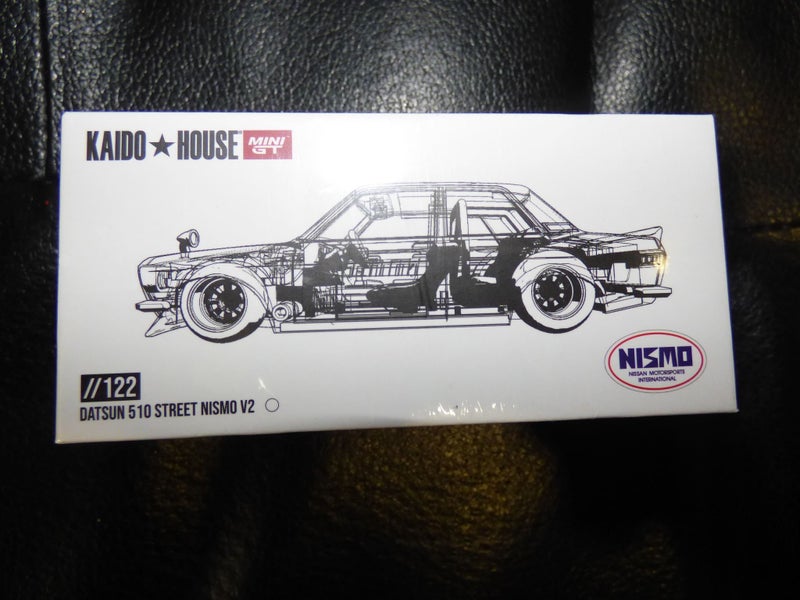 KAIDO★HOUSE MINI GT
NISMO
NISSAN MOTORSPORTS
INTERNATIONAL
//122
DATSUN 510 STREET NISMO V2